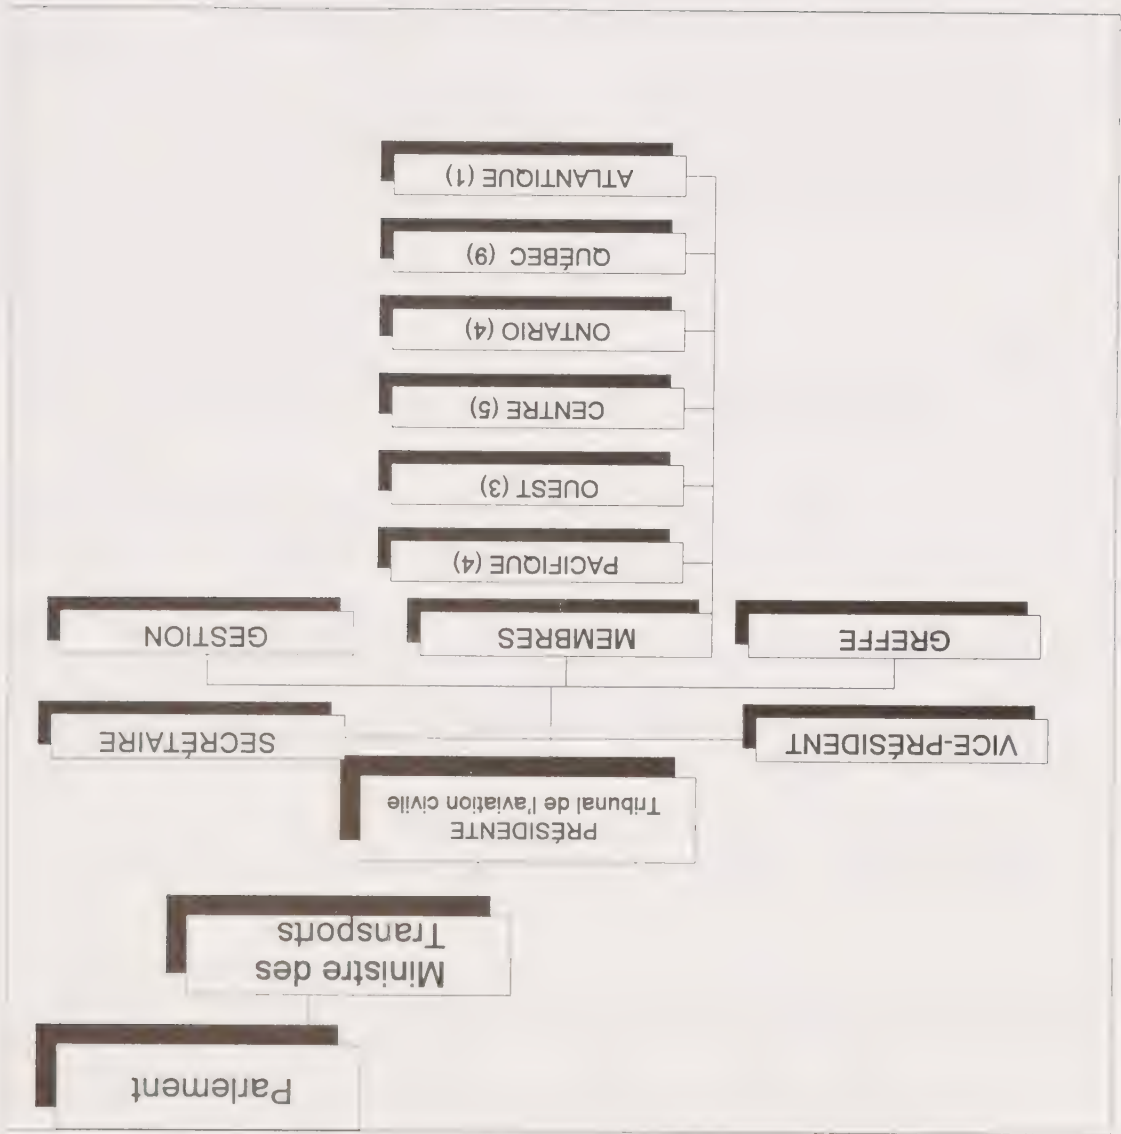 Parlement
Ministre des
Transports
PRÉSIDENTE
Tribunal de l'aviation civile
VICE-PRÉSIDENT
SECRÉTAIRE
GREFFE
MEMBRES
GESTION
PACIFIQUE (4)
OUEST (3)
CENTRE (5)
ONTARIO (4)
QUÉBEC (9)
ATLANTIQUE (1)